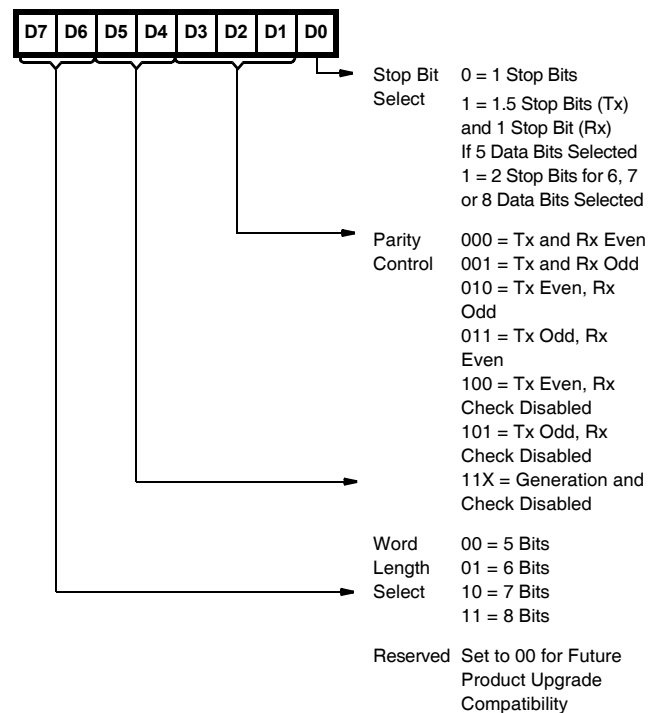 D7 D6 D5 D4 D3 D2 D1 D0
Stop Bit 0 = 1 Stop Bits
Select 1 = 1.5 Stop Bits (Tx)
and 1 Stop Bit (Rx)
If 5 Data Bits Selected
1 = 2 Stop Bits for 6, 7
or 8 Data Bits Selected
Parity 000 = Tx and Rx Even
Control 001 = Tx and Rx Odd
010 = Tx Even, Rx
Odd
011 = Tx Odd, Rx
Even
100 = Tx Even, Rx
Check Disabled
101 = Tx Odd, Rx
Check Disabled
11X = Generation and
Check Disabled
Word 00 = 5 Bits
Length 01 = 6 Bits
Select 10 = 7 Bits
11 = 8 Bits
Reserved Set to 00 for Future
Product Upgrade
Compatibility